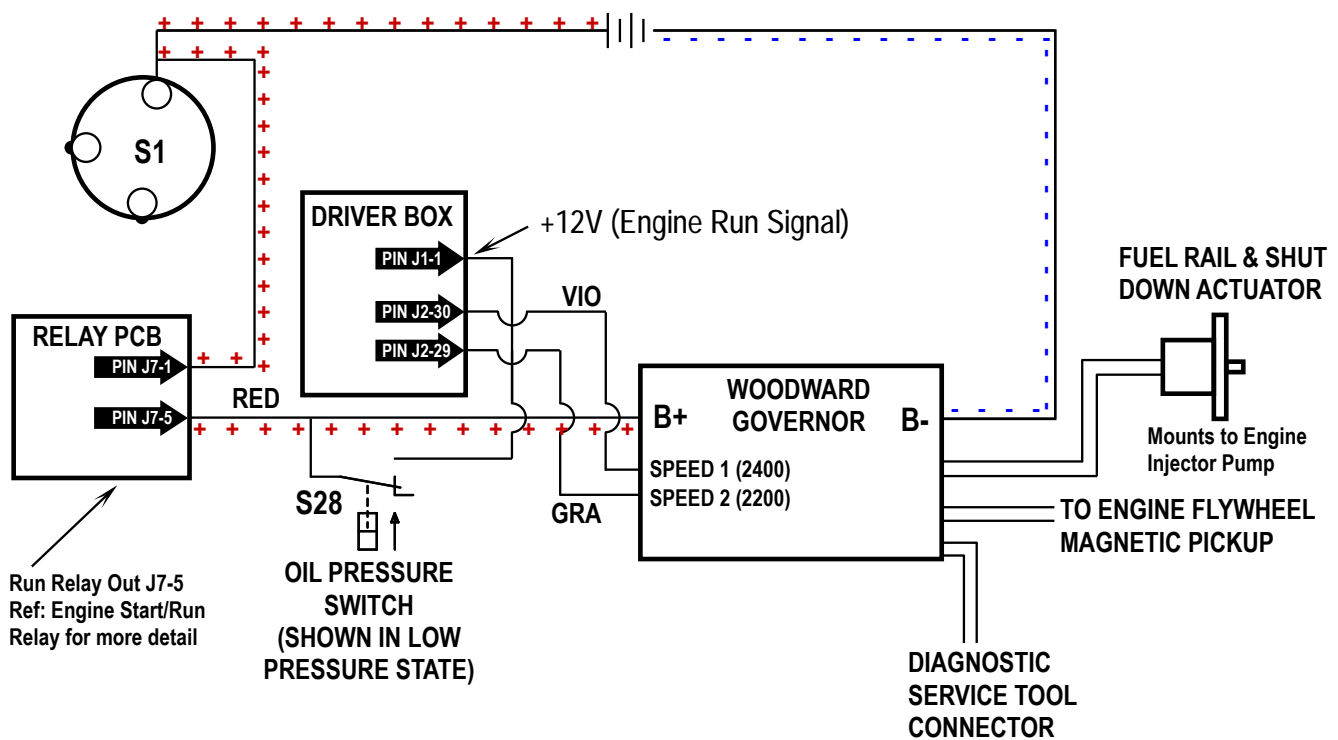 S1
DRIVER BOX
PIN J1-1
PIN J2-30
PIN J2-29
+12V (Engine Run Signal)
VIO
GRA
RELAY PCB
PIN J7-1
PIN J7-5
RED
Run Relay Out J7-5
Ref: Engine Start/Run
Relay for more detail
S28
OIL PRESSURE
SWITCH
(SHOWN IN LOW
PRESSURE STATE)
WOODWARD
GOVERNOR
B+
B-
SPEED 1 (2400)
SPEED 2 (2200)
FUEL RAIL & SHUT
DOWN ACTUATOR
Mounts to Engine
Injector Pump
TO ENGINE FLYWHEEL
MAGNETIC PICKUP
DIAGNOSTIC
SERVICE TOOL
CONNECTOR